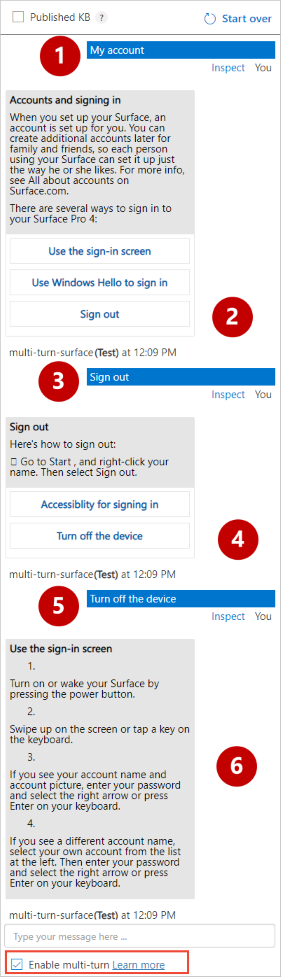 Published KB ? Start over
1
My account
Inspect You
Accounts and signing in
When you set up your Surface, an
account is set up for you. You can
create additional accounts later for
family and friends, so each person
using your Surface can set it up just
the way he or she likes. For more info,
see All about accounts on
Surface.com.
There are several ways to sign in to
your Surface Pro 4:
Use the sign-in screen
Use Windows Hello to sign in
Sign out
2
multi-turn-surface(Test) at 12:09 PM
3
Sign out
Inspect You
Sign out
Here's how to sign out:
Go to Start , and right-click your
name. Then select Sign out.
Accessiblity for signing in
Turn off the device
4
multi-turn-surface(Test) at 12:09 PM
5
Turn off the device
Inspect You
Use the sign-in screen
1.
Turn on or wake your Surface by
pressing the power button.
2.
Swipe up on the screen or tap a key on
the keyboard.
3.
If you see your account name and
account picture, enter your password
and select the right arrow or press
Enter on your keyboard.
4.
If you see a different account name,
select your own account from the list
at the left. Then enter your password
and select the right arrow or press
Enter on your keyboard.
6
multi-turn-surface(Test) at 12:09 PM
Type your message here ...
Enable multi-turn Learn more